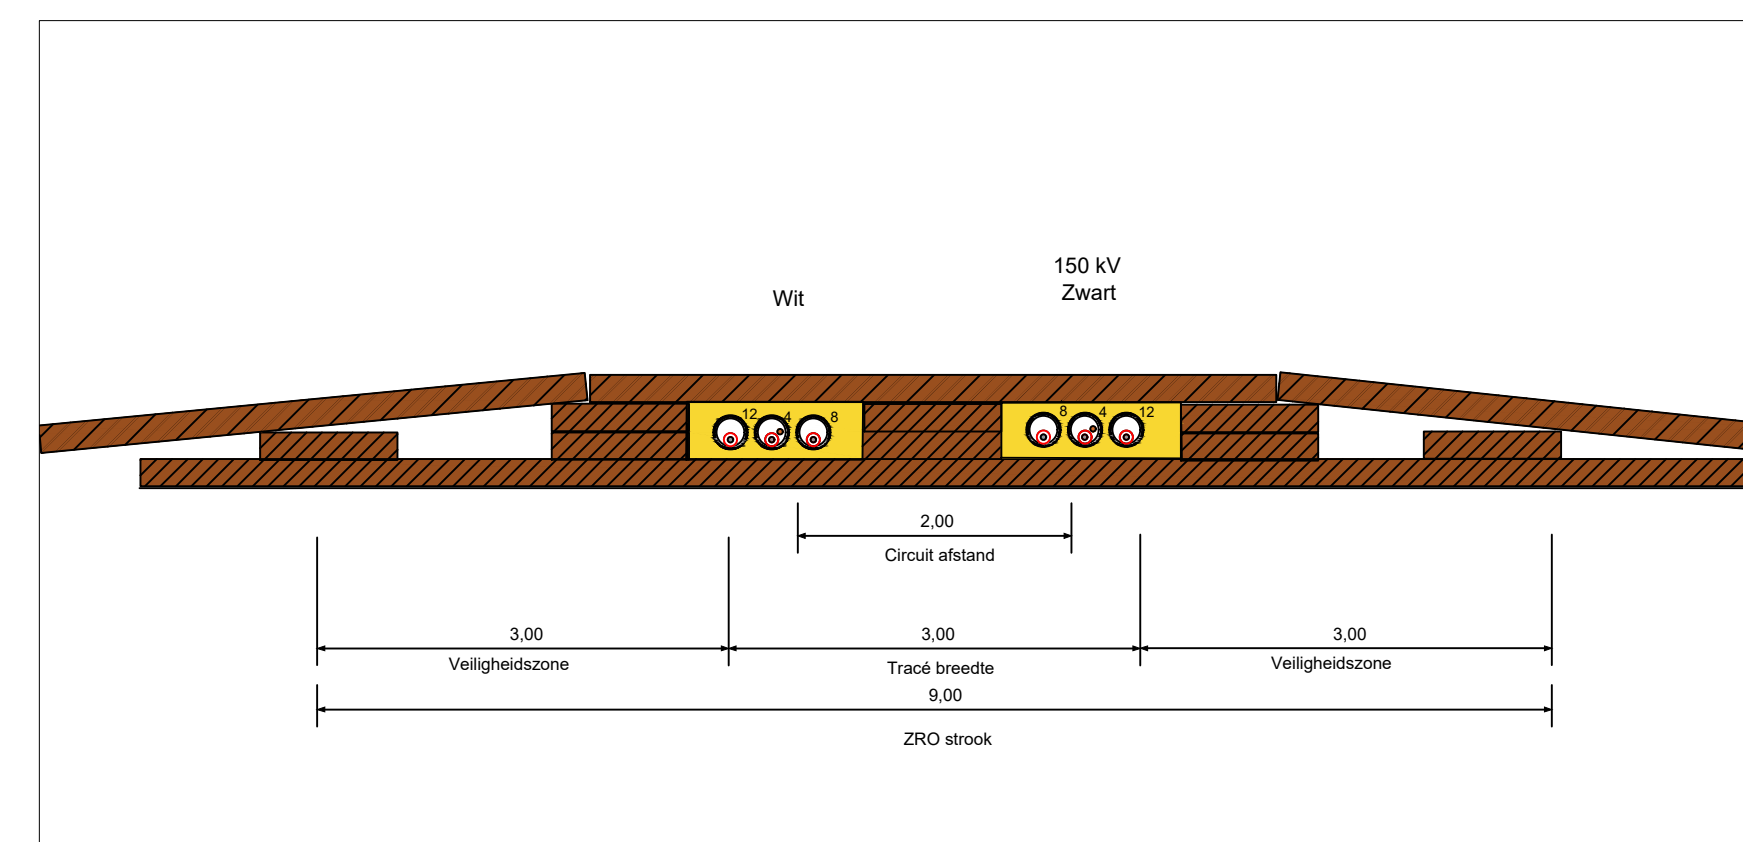 150 kV
Wit Zwart
12 4 8 8 4 12
2,00
Circuit afstand
3,00 3,00 3,00
Veiligheidszone Tracé breedte Veiligheidszone
9,00
ZRO strook